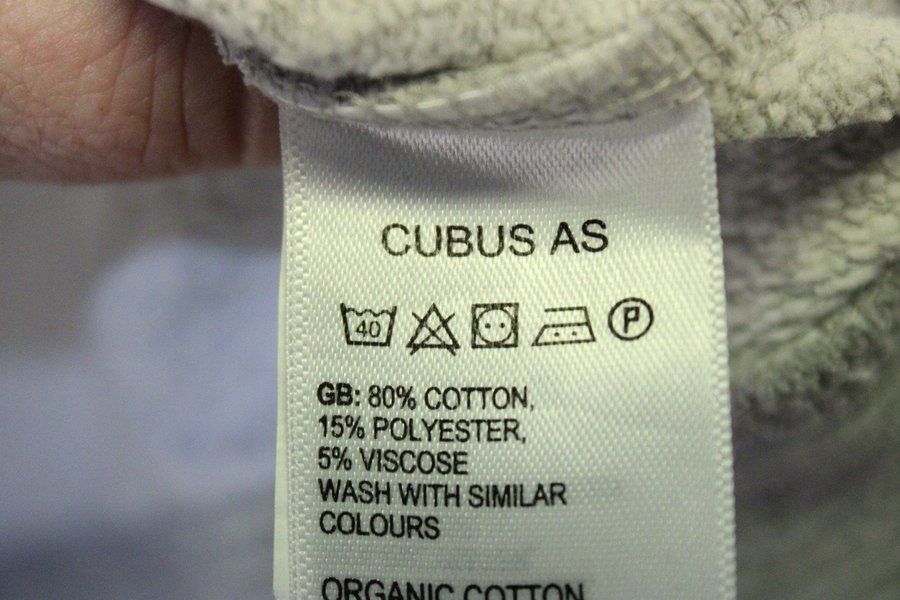 CUBUS AS
40 P
GB: 80% COTTON,
15% POLYESTER,
5% VISCOSE
WASH WITH SIMILAR
COLOURS
ORGANIC COTTON